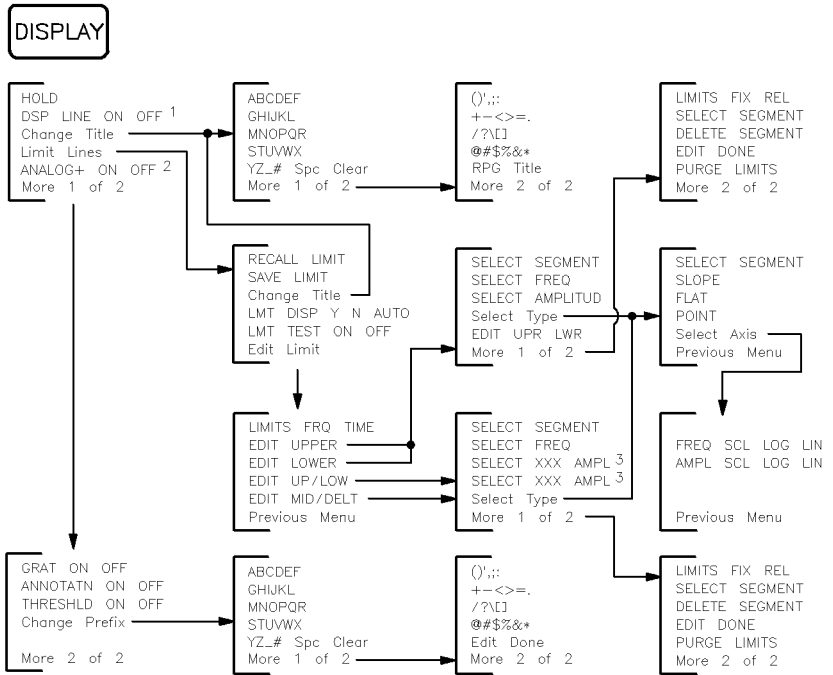 DISPLAY
HOLD
DSP LINE ON OFF 1
Change Title
Limit Lines
ANALOG+ ON OFF 2
More 1 of 2
ABCDEF
GHIJKL
MNOPQR
STUVWX
YZ_# Spc Clear
More 1 of 2
()',;:
+-<>=.
/?\[]
@#$%&*
RPG Title
More 2 of 2
LIMITS FIX REL
SELECT SEGMENT
DELETE SEGMENT
EDIT DONE
PURGE LIMITS
More 2 of 2
RECALL LIMIT
SAVE LIMIT
Change Title
LMT DISP Y N AUTO
LMT TEST ON OFF
Edit Limit
SELECT SEGMENT
SELECT FREQ
SELECT AMPLITUD
Select Type
EDIT UPR LWR
More 1 of 2
SELECT SEGMENT
SLOPE
FLAT
POINT
Select Axis
Previous Menu
LIMITS FRQ TIME
EDIT UPPER
EDIT LOWER
EDIT UP/LOW
EDIT MID/DELT
Previous Menu
SELECT SEGMENT
SELECT FREQ
SELECT XXX AMPL 3
SELECT XXX AMPL 3
Select Type
More 1 of 2
FREQ SCL LOG LIN
AMPL SCL LOG LIN
Previous Menu
GRAT ON OFF
ANNOTATN ON OFF
THRESHLD ON OFF
Change Prefix
More 2 of 2
ABCDEF
GHIJKL
MNOPQR
STUVWX
YZ_# Spc Clear
More 1 of 2
()',;:
+-<>=.
/?\[]
@#$%&*
Edit Done
More 2 of 2
LIMITS FIX REL
SELECT SEGMENT
DELETE SEGMENT
EDIT DONE
PURGE LIMITS
More 2 of 2